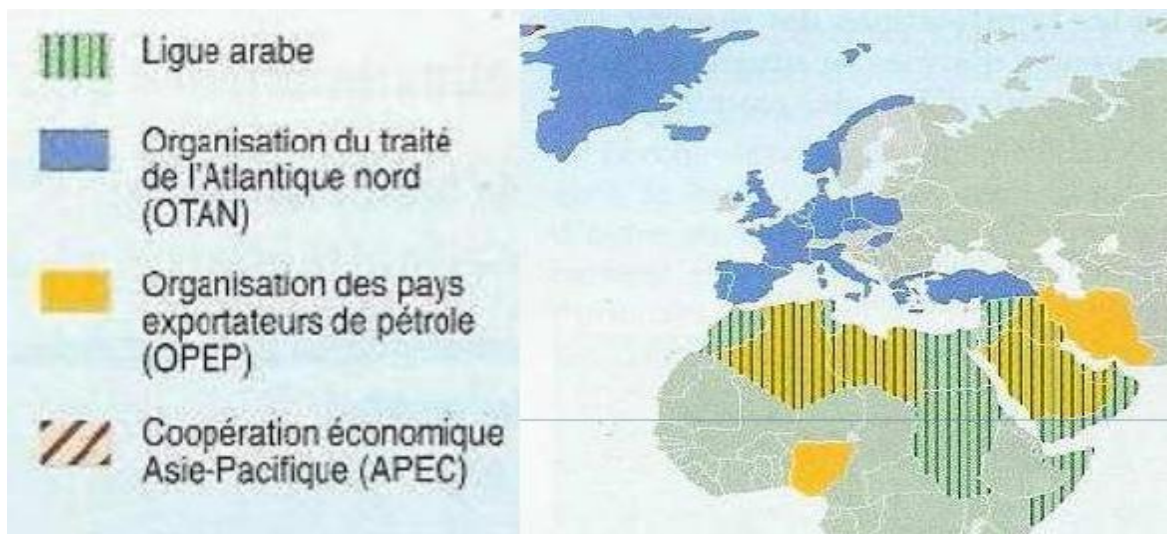 Ligue arabe
Organisation du traité
de l'Atlantique nord
(OTAN)
Organisation des pays
exportateurs de pétrole
(OPEP)
Coopération économique
Asie-Pacifique (APEC)